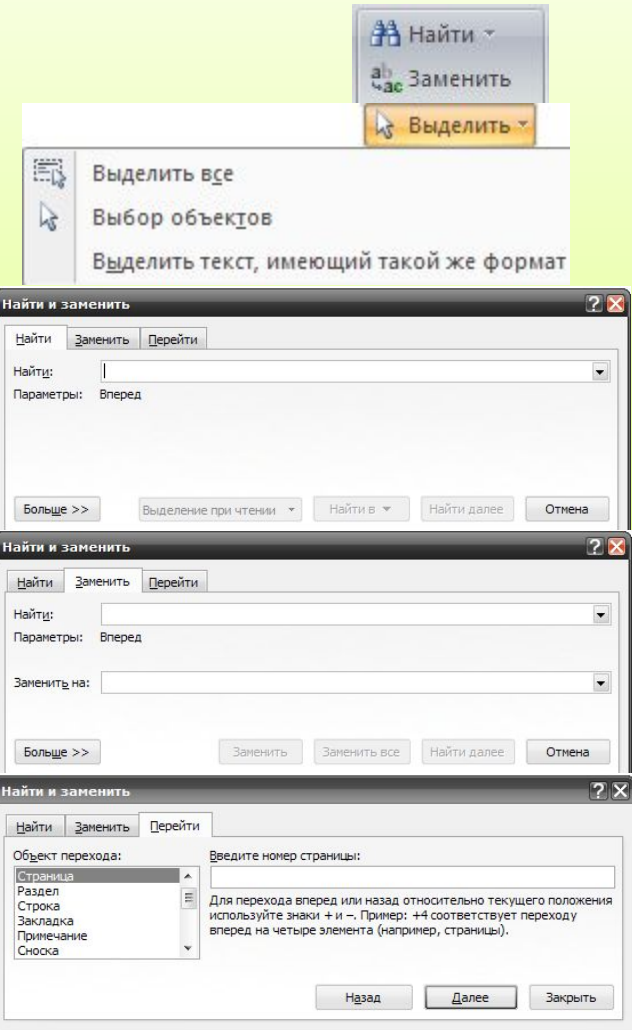 Найти
ab
ac Заменить
Выделить
Выделить все
Выбор объектов
Выделить текст, имеющий такой же формат
Найти и заменить
Найти Заменить Перейти
Найти:
Параметры: Вперед
Больше >> Выделение при чтении Найти в Найти далее Отмена
Найти и заменить
Найти Заменить Перейти
Найти:
Параметры: Вперед
Заменить на:
Больше >> Заменить Заменить все Найти далее Отмена
Найти и заменить
Найти Заменить Перейти
Объект перехода: Введите номер страницы:
Страница
Раздел
Строка
Закладка
Примечание
Сноска
Для перехода вперед или назад относительно текущего положения
используйте знаки + и –. Пример: +4 соответствует переходу
вперед на четыре элемента (например, страницы).
Назад Далее Закрыть